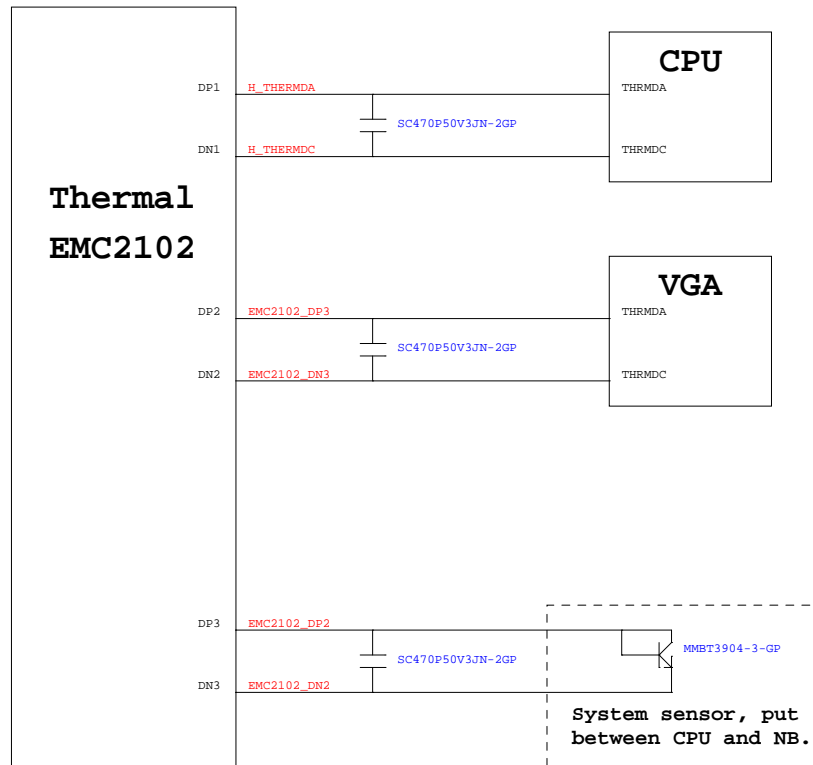 CPU
DP1 H_THERMDA THRMDA
SC470P50V3JN-2GP
DN1 H_THERMDC THRMDC
Thermal
EMC2102
VGA
DP2 EMC2102_DP3 THRMDA
SC470P50V3JN-2GP
DN2 EMC2102_DN3 THRMDC
DP3 EMC2102_DP2
MMBT3904-3-GP
SC470P50V3JN-2GP
DN3 EMC2102_DN2
System sensor, put
between CPU and NB.